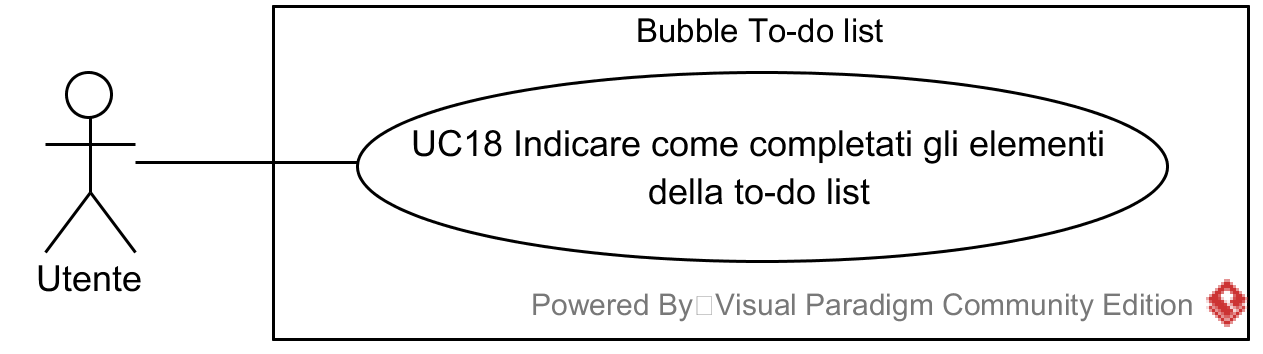 Bubble To-do list
UC18 Indicare come completati gli elementi
della to-do list
Utente
Powered By Visual Paradigm Community Edition